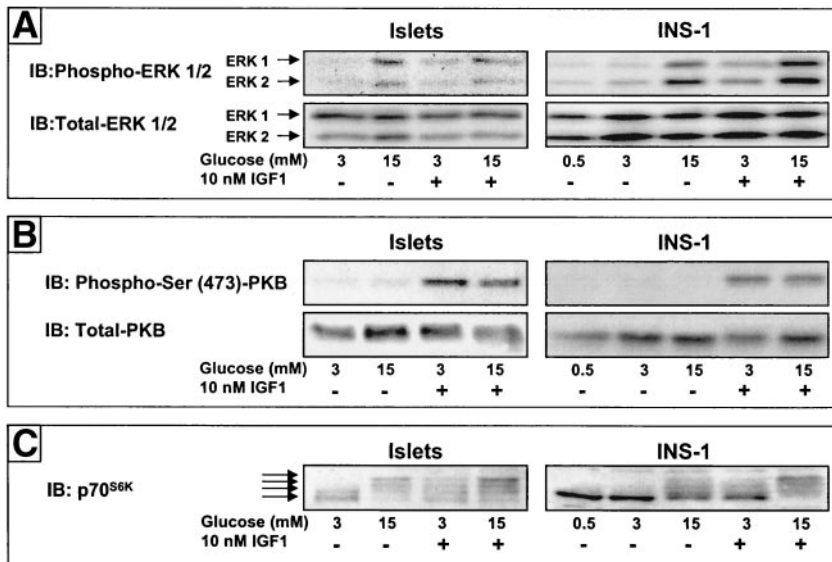 A
Islets
INS-1
IB:Phospho-ERK 1/2
ERK 1
ERK 2
IB:Total-ERK 1/2
ERK 1
ERK 2
Glucose (mM) 3 15 3 15 0.5 3 15 3 15
10 nM IGF1 - - + + - - - + +
B
Islets
INS-1
IB: Phospho-Ser (473)-PKB
IB: Total-PKB
Glucose (mM) 3 15 3 15 0.5 3 15 3 15
10 nM IGF1 - - + + - - - + +
C
Islets
INS-1
IB: p70S6K
Glucose (mM) 3 15 3 15 0.5 3 15 3 15
10 nM IGF1 - - + + - - - + +